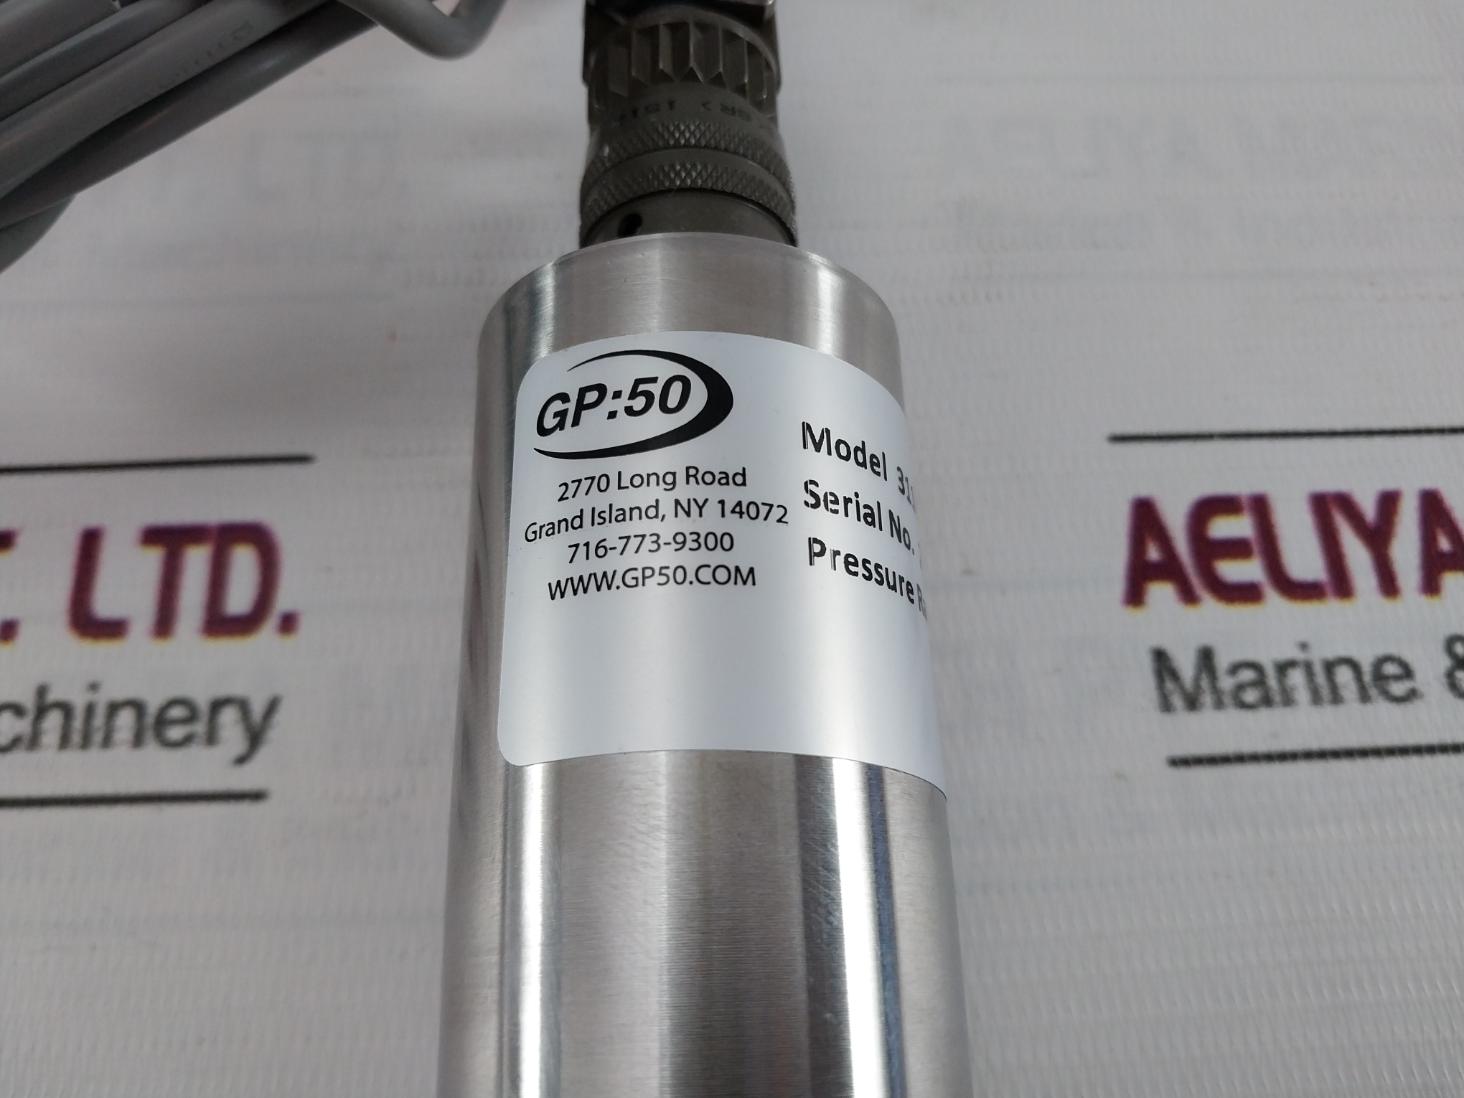 GP:50
2770 Long Road
Grand Island, NY 14072
716-773-9300
WWW.GP50.COM
Model
Serial No.
Pressure
LTD.
AELIYA
Marine &